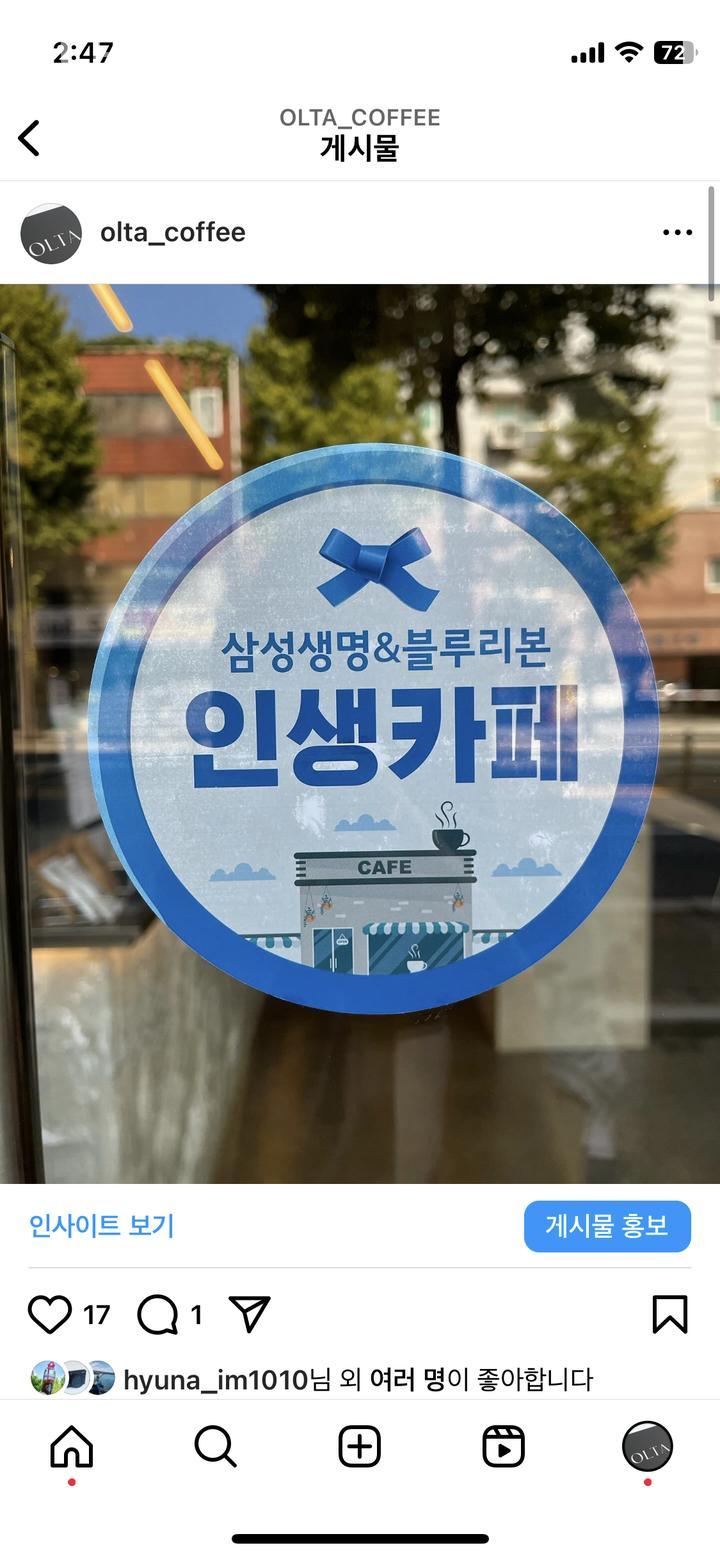 2:47
72
OLTA_COFFEE
게시물
OLTA
olta_coffee
삼성생명&블루리본
인생카페
CAFE
인사이트 보기
게시물 홍보
17
1
hyuna_im1010님 외 여러 명이 좋아합니다
OLTA